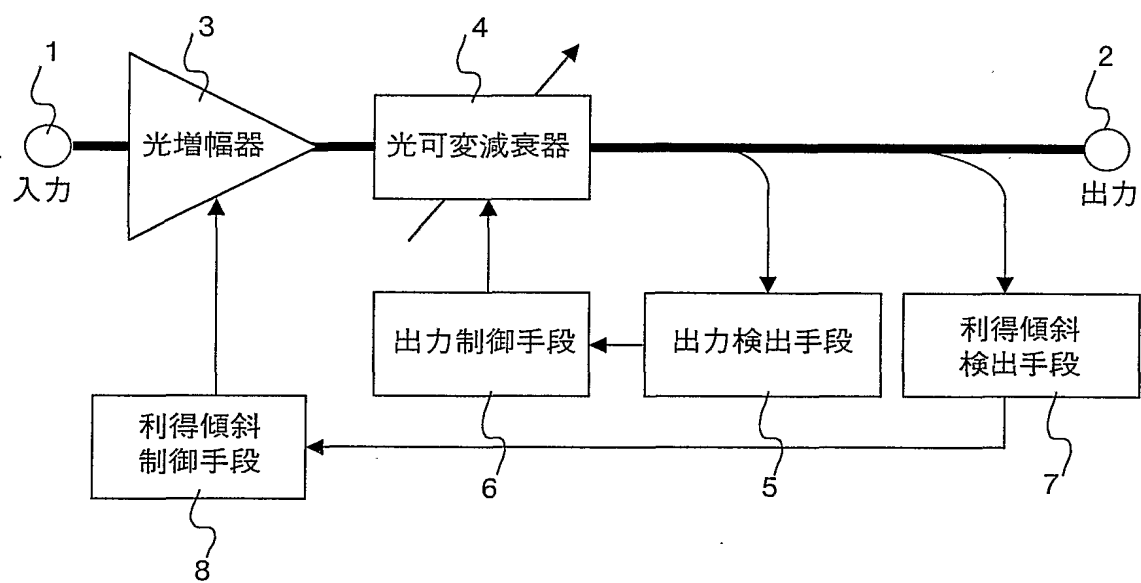 3
4
1
2
光増幅器
光可変減衰器
入力
出力
出力制御手段
出力検出手段
利得傾斜
検出手段
利得傾斜
制御手段
6
5
7
8